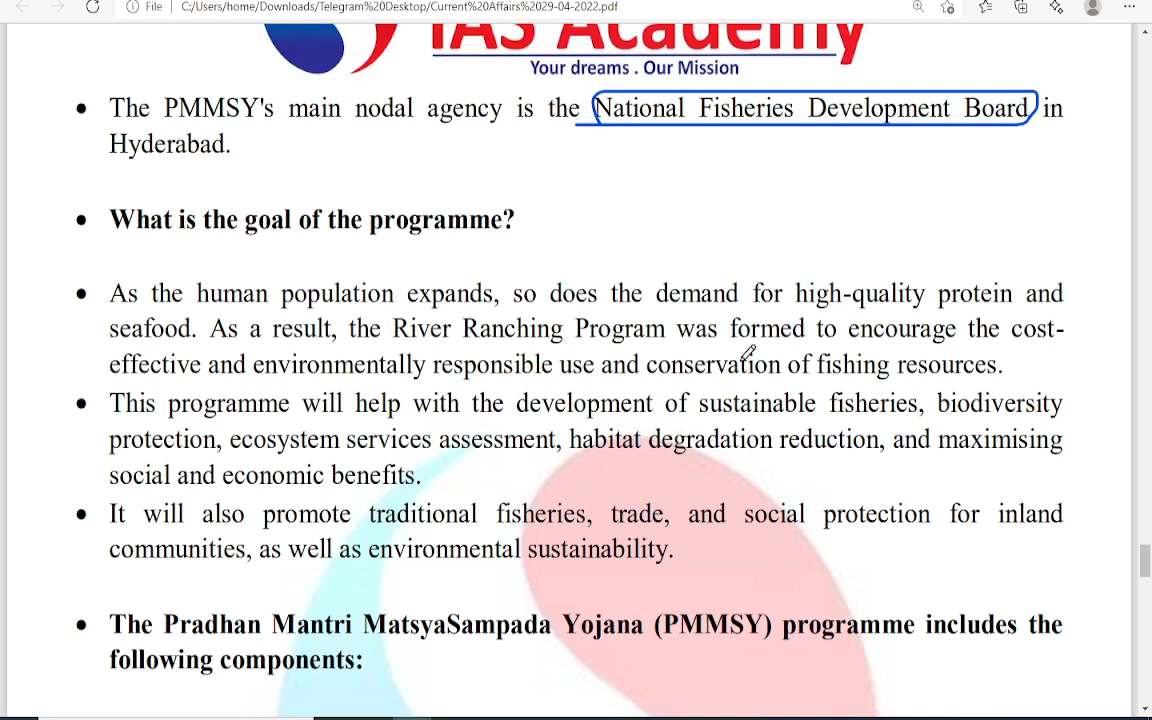 File
C:/Users/home/Downloads/Telegram%20Desktop/Current%20Affairs%2029-04-2022.pdf
IAS Academy
Your dreams . Our Mission
• The PMMSY's main nodal agency is the National Fisheries Development Board in
Hyderabad.
• What is the goal of the programme?
• As the human population expands, so does the demand for high-quality protein and
seafood. As a result, the River Ranching Program was formed to encourage the cost-
effective and environmentally responsible use and conservation of fishing resources.
• This programme will help with the development of sustainable fisheries, biodiversity
protection, ecosystem services assessment, habitat degradation reduction, and maximising
social and economic benefits.
• It will also promote traditional fisheries, trade, and social protection for inland
communities, as well as environmental sustainability.
• The Pradhan Mantri MatsyaSampada Yojana (PMMSY) programme includes the
following components: